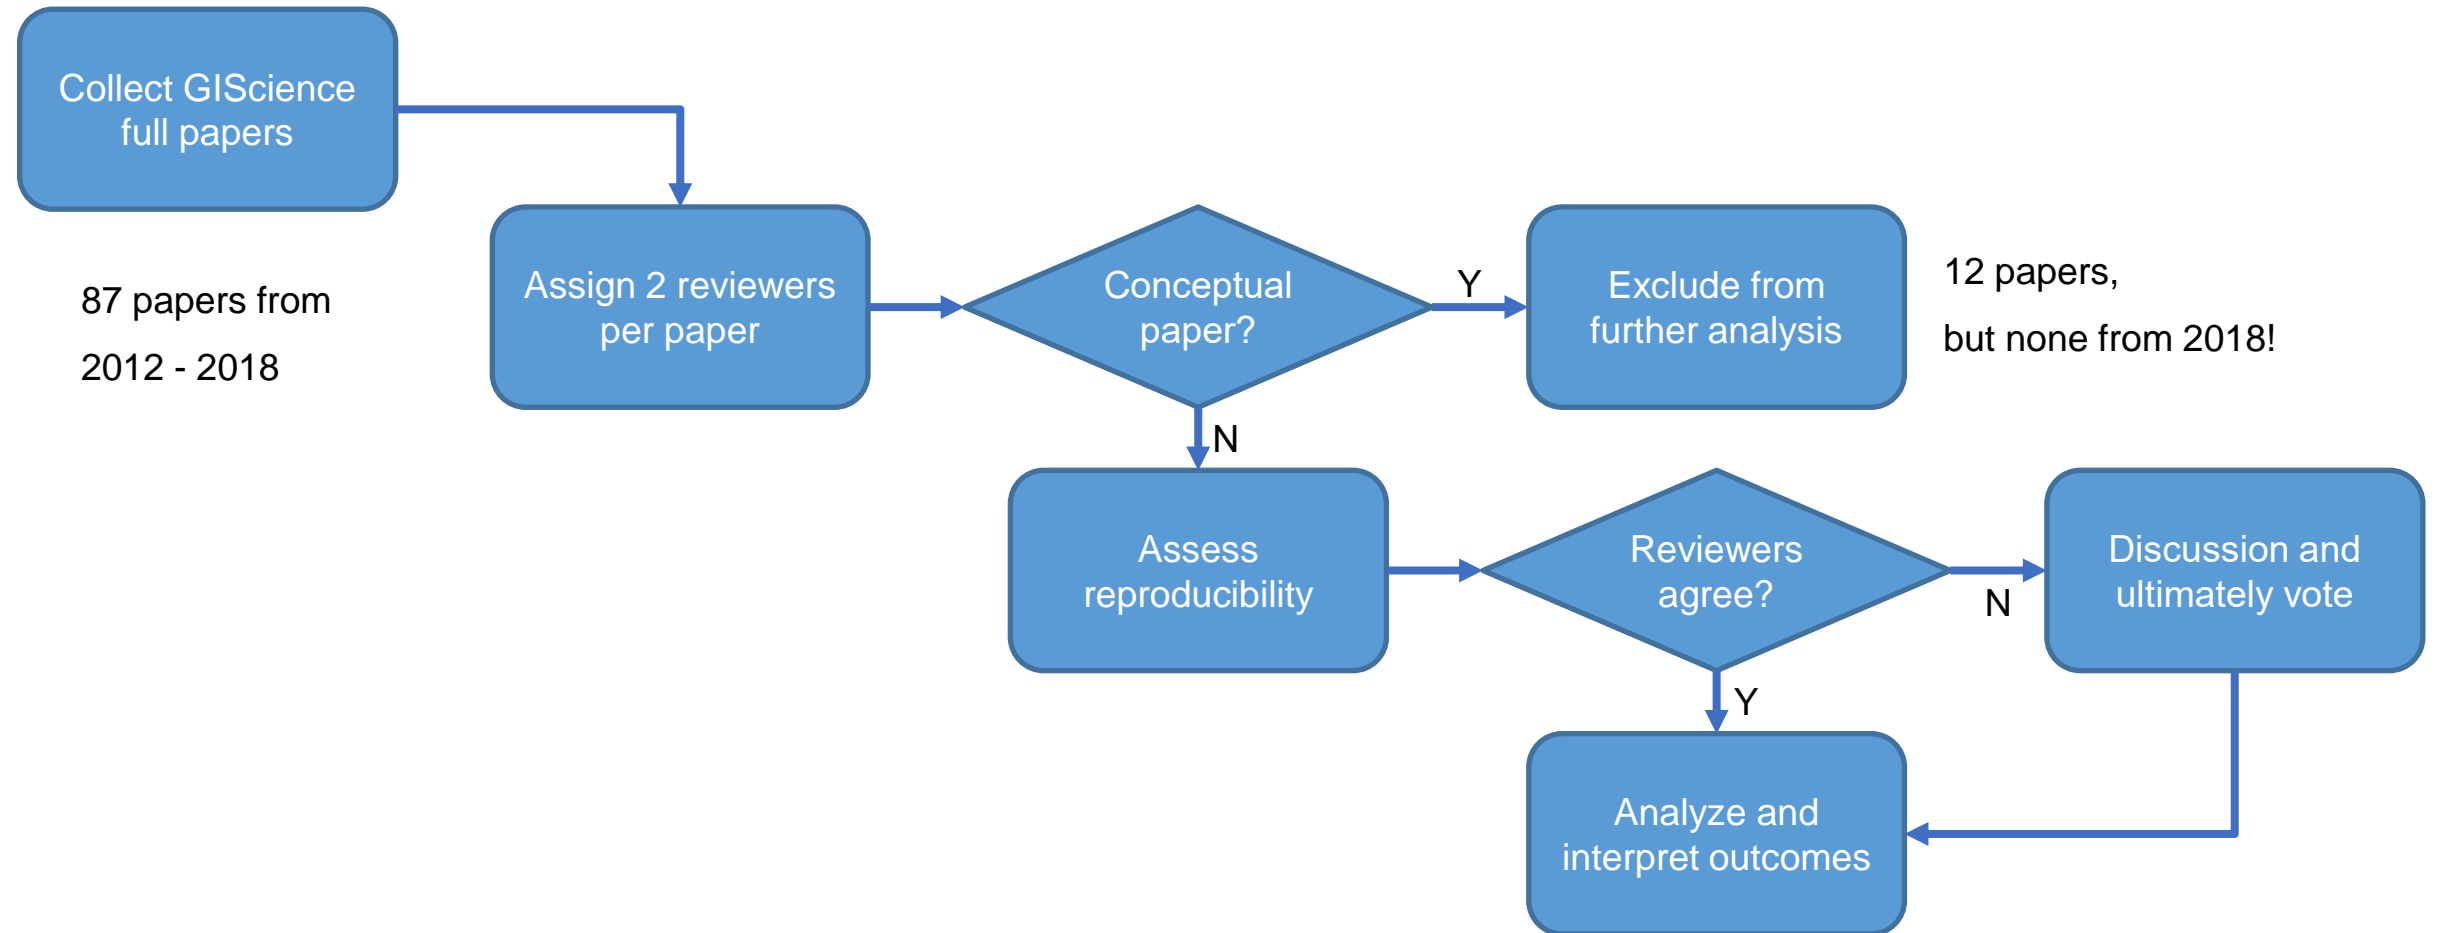 Collect GIScience
full papers
87 papers from
2012 - 2018
Assign 2 reviewers
per paper
Conceptual
paper?
Y
Exclude from
further analysis
12 papers,
but none from 2018!
N
Assess
reproducibility
Reviewers
agree?
N
Discussion and
ultimately vote
Y
Analyze and
interpret outcomes